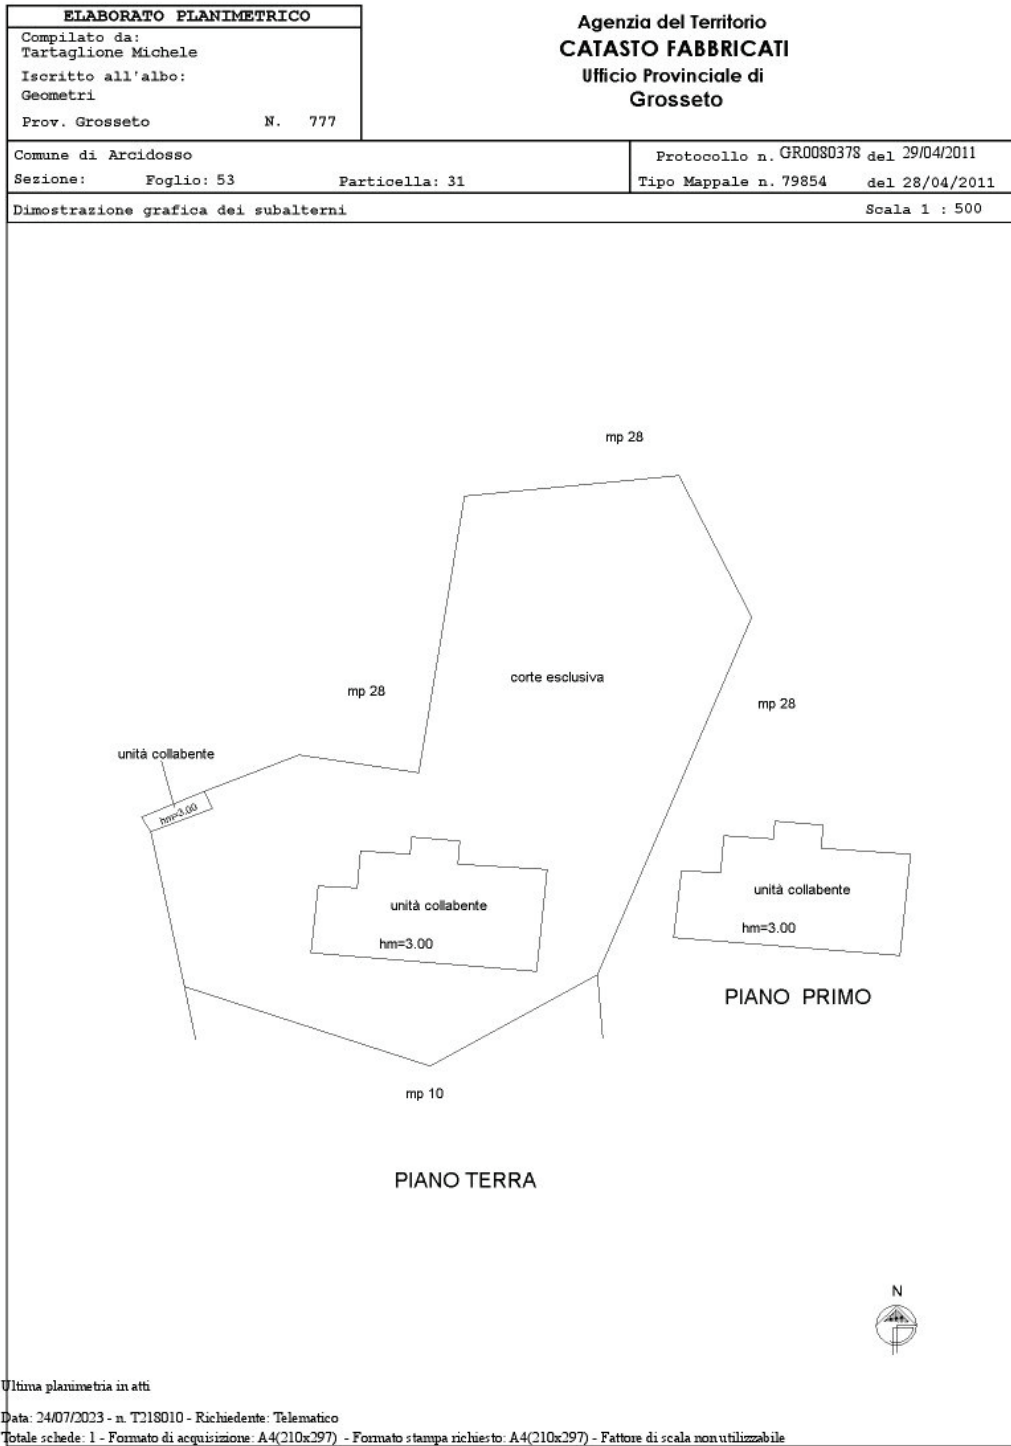 ELABORATO PLANIMETRICO
Compilato da:
Tartaglione Michele
Iscritto all'albo:
Geometri
Prov. Grosseto N. 777
Agenzia del Territorio
CATASTO FABBRICATI
Ufficio Provinciale di
Grosseto
Comune di Arcidosso
Sezione: Foglio: 53 Particella: 31
Protocollo n. GR0080378 del 29/04/2011
Tipo Mappale n. 79854 del 28/04/2011
Dimostrazione grafica dei subalterni Scala 1 : 500
mp 28
corte esclusiva
mp 28
mp 28
unità collabente
hm=3.00
unità collabente
hm=3.00
unità collabente
hm=3.00
PIANO PRIMO
mp 10
PIANO TERRA
N
Ultima planimetria in atti
Data: 24/07/2023 - n. T218010 - Richiedente: Telematico
Totale schede: 1 - Formato di acquisizione: A4(210x297) - Formato stampa richiesto: A4(210x297) - Fattore di scala non utilizzabile